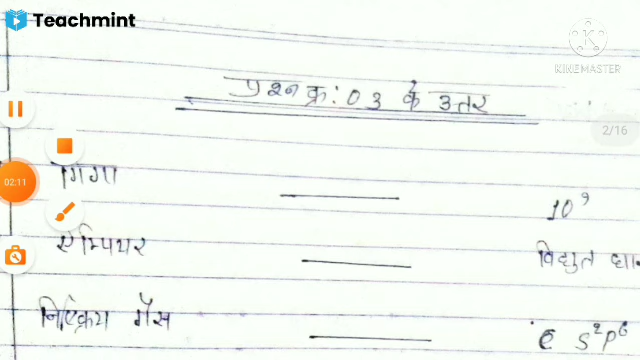 Teachmint
KINEMASTER
प्रश्न क्र: 03 के उत्तर
2/16
गिगा ——— 10⁹
02:11
एम्पियर ——— विद्युत धा
निष्क्रिय गैस ——— s²p⁶